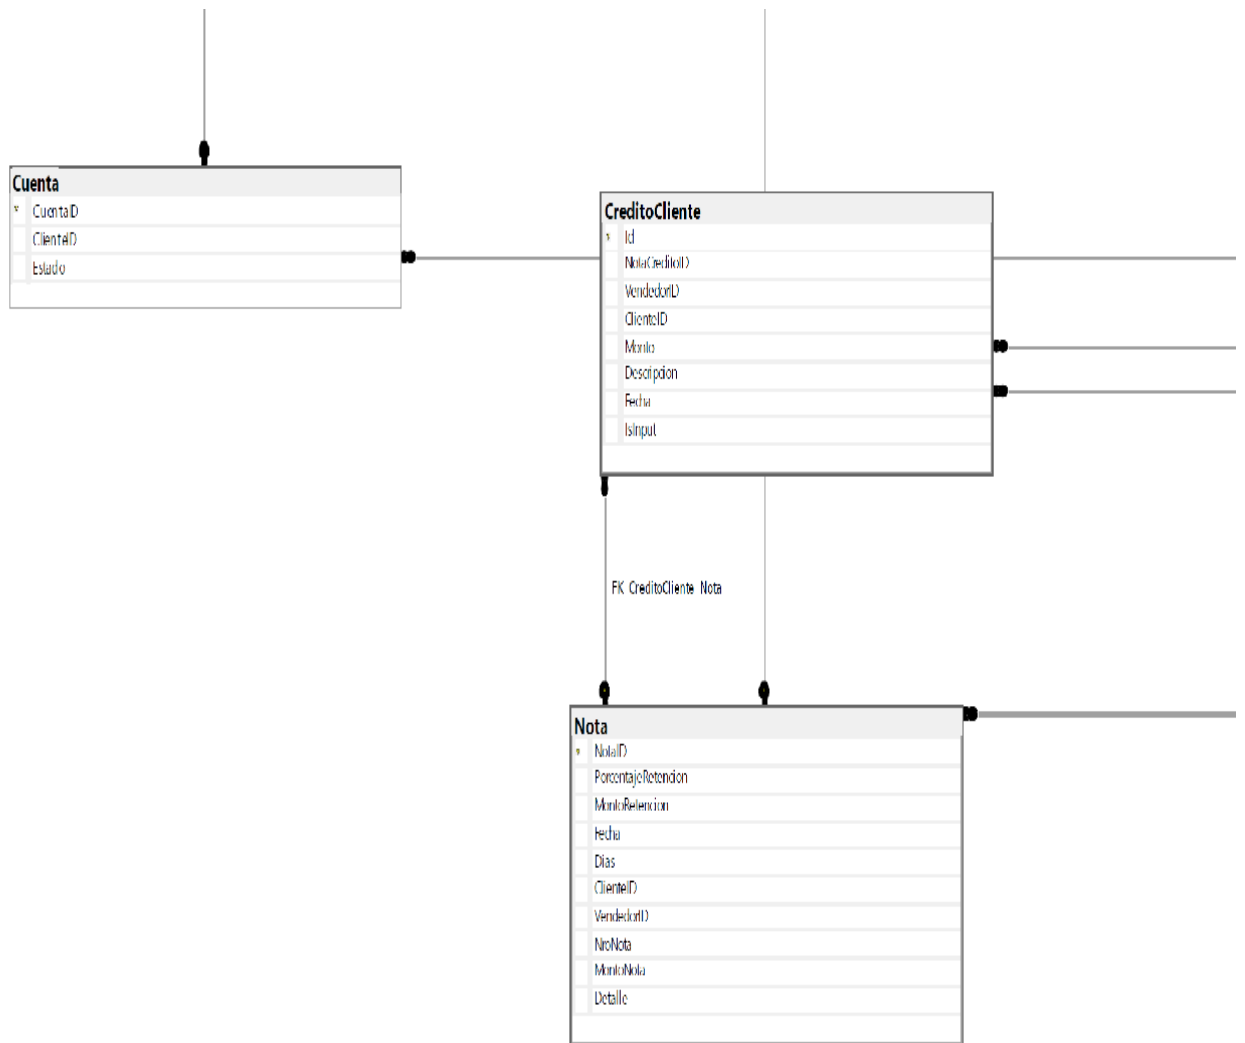 Cuenta
CuentaID
ClienteID
Estado
CreditoCliente
Id
NotaCreditoID
VendedorID
ClienteID
Monto
Descripcion
Fecha
IsInput
FK_CreditoCliente_Nota
Nota
NotaID
PorcentajeRetencion
MontoRetencion
Fecha
Dias
ClienteID
VendedorID
NroNota
MontoNota
Detalle